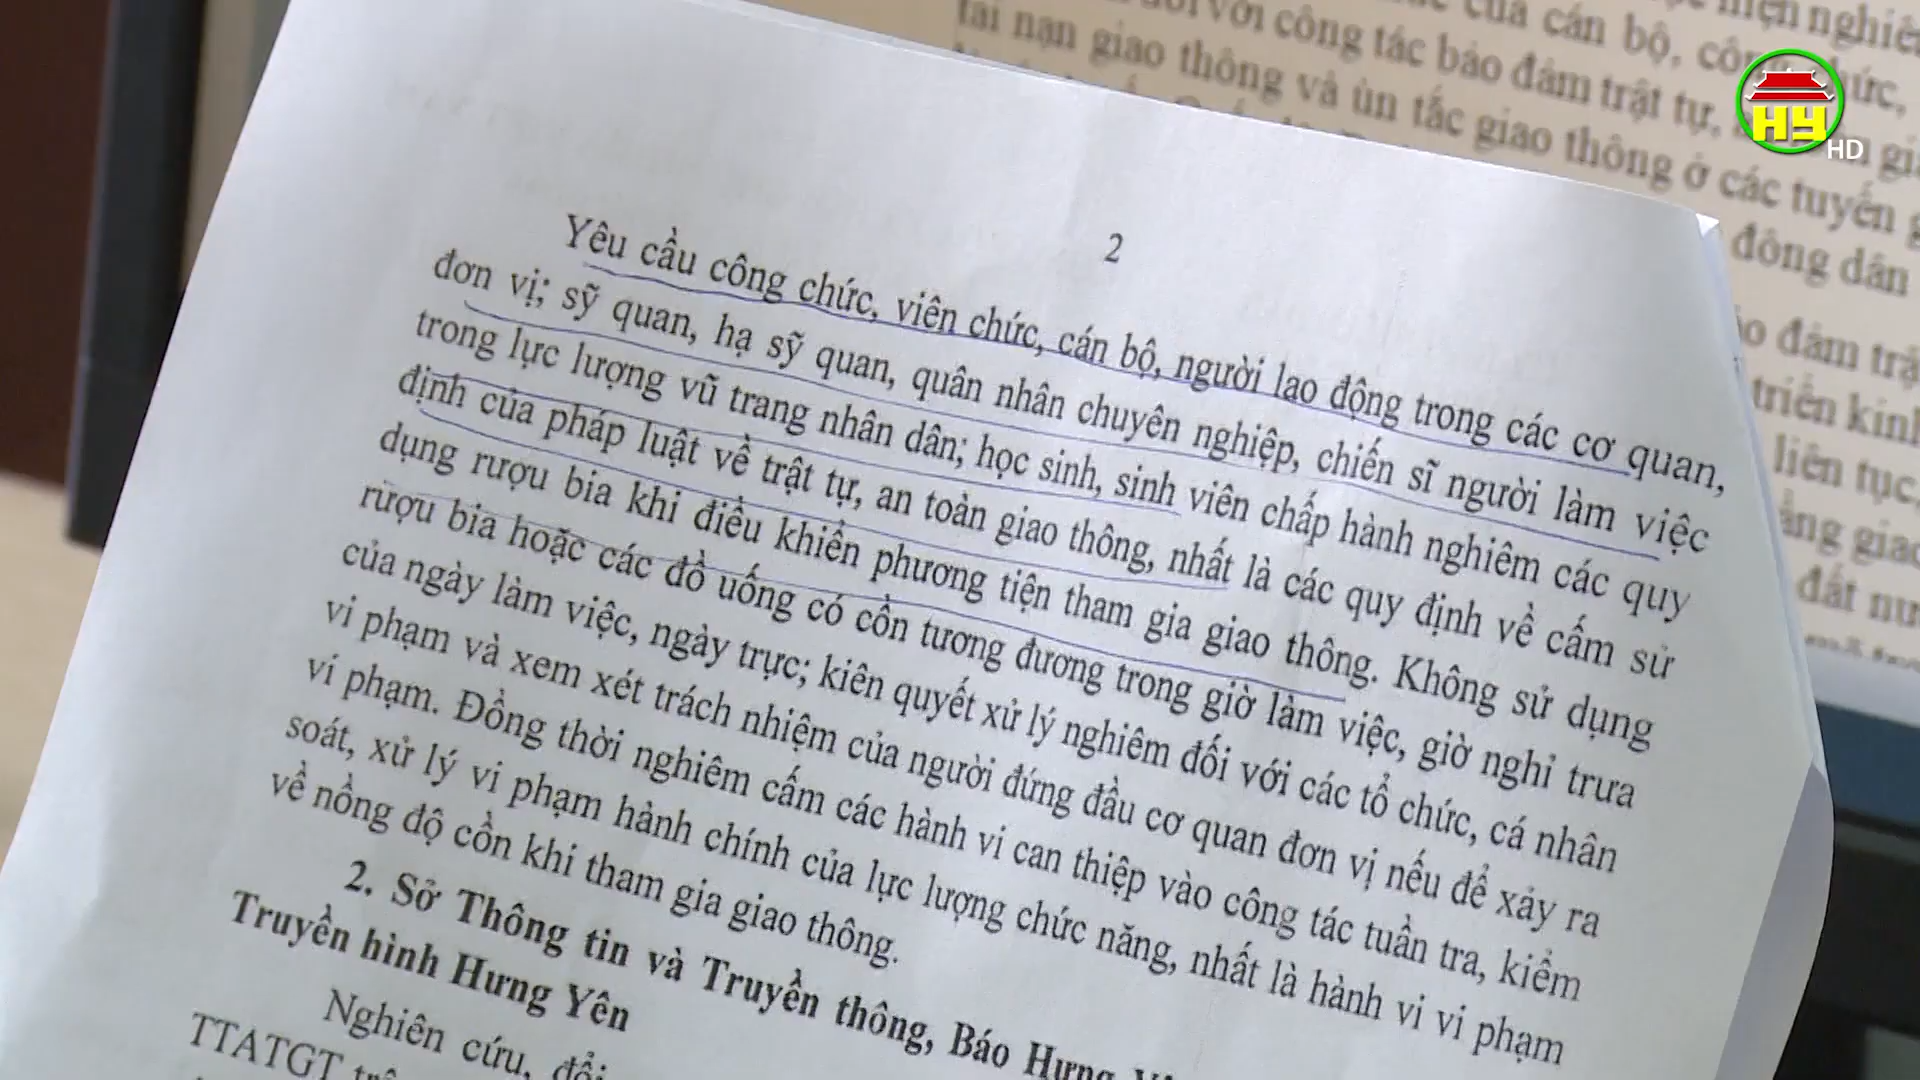 HY
HD
của cán bộ, công chức,
đối với công tác bảo đảm trật tự,
tai nạn giao thông và ùn tắc giao thông ở các tuyến
đông dân
đảm trật
triển kinh
liên tục,
giao
đất nư
2
Yêu cầu công chức, viên chức, cán bộ, người lao động trong các cơ quan,
đơn vị; sỹ quan, hạ sỹ quan, quân nhân chuyên nghiệp, chiến sĩ người làm việc
trong lực lượng vũ trang nhân dân; học sinh, sinh viên chấp hành nghiêm các quy
định của pháp luật về trật tự, an toàn giao thông, nhất là các quy định về cấm sử
dụng rượu bia khi điều khiển phương tiện tham gia giao thông. Không sử dụng
rượu bia hoặc các đồ uống có cồn tương đương trong giờ làm việc, giờ nghỉ trưa
của ngày làm việc, ngày trực; kiên quyết xử lý nghiêm đối với các tổ chức, cá nhân
vi phạm và xem xét trách nhiệm của người đứng đầu cơ quan đơn vị nếu để xảy ra
vi phạm. Đồng thời nghiêm cấm các hành vi can thiệp vào công tác tuần tra, kiểm
soát, xử lý vi phạm hành chính của lực lượng chức năng, nhất là hành vi vi phạm
về nồng độ cồn khi tham gia giao thông.
2. Sở Thông tin và Truyền thông, Báo Hưng
Truyền hình Hưng Yên
Nghiên cứu, đổi
TTATGT